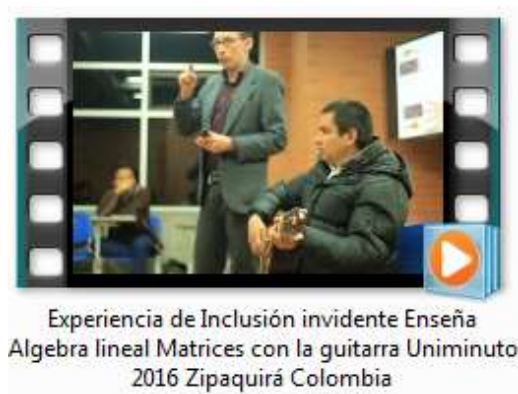 Experiencia de Inclusión invidente Enseña
Algebra lineal Matrices con la guitarra Uniminuto
2016 Zipaquirá Colombia